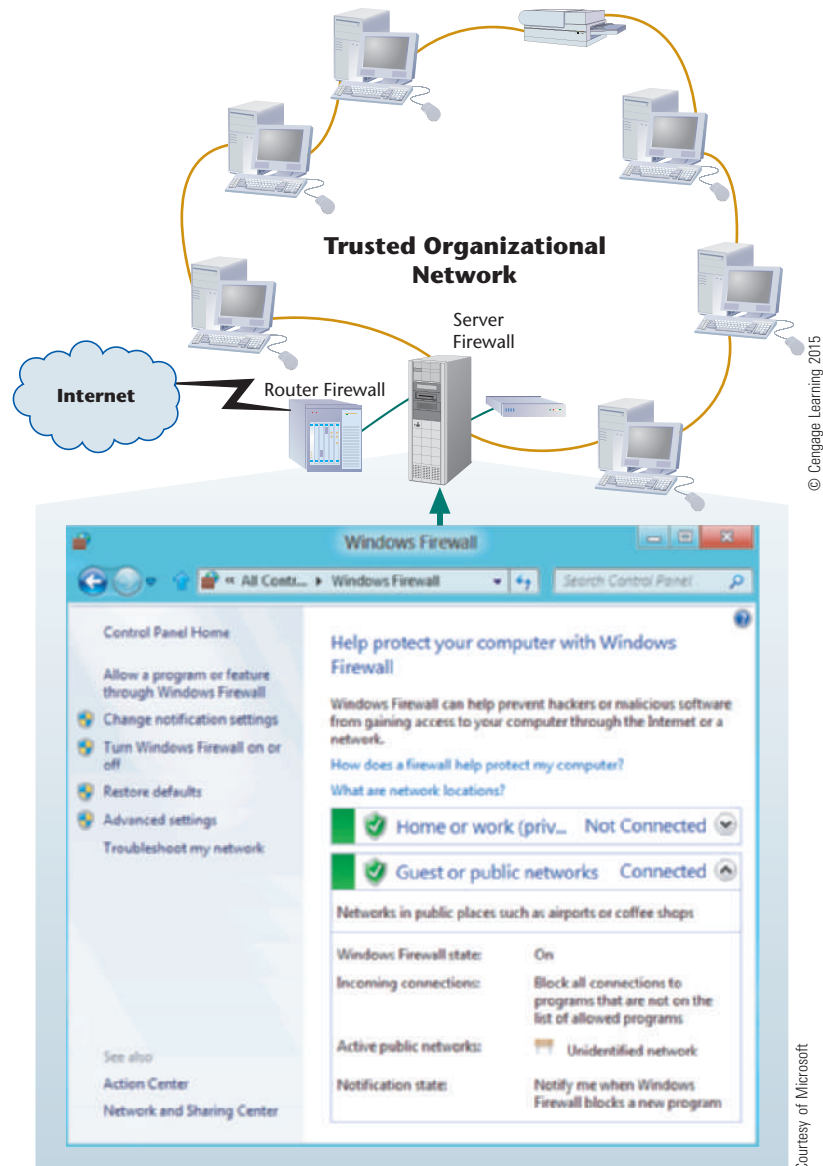 Trusted Organizational
Network
Server
Firewall
Internet
Router Firewall
© Cengage Learning 2015
Windows Firewall
« All Contr... ▸ Windows Firewall
Search Control Panel
Control Panel Home
Allow a program or feature
through Windows Firewall
Change notification settings
Turn Windows Firewall on or
off
Restore defaults
Advanced settings
Troubleshoot my network
See also
Action Center
Network and Sharing Center
Help protect your computer with Windows
Firewall
Windows Firewall can help prevent hackers or malicious software
from gaining access to your computer through the Internet or a
network.
How does a firewall help protect my computer?
What are network locations?
Home or work (priv... Not Connected
Guest or public networks Connected
Networks in public places such as airports or coffee shops
Windows Firewall state: On
Incoming connections: Block all connections to
programs that are not on the
list of allowed programs
Active public networks: Unidentified network
Notification state: Notify me when Windows
Firewall blocks a new program
Courtesy of Microsoft